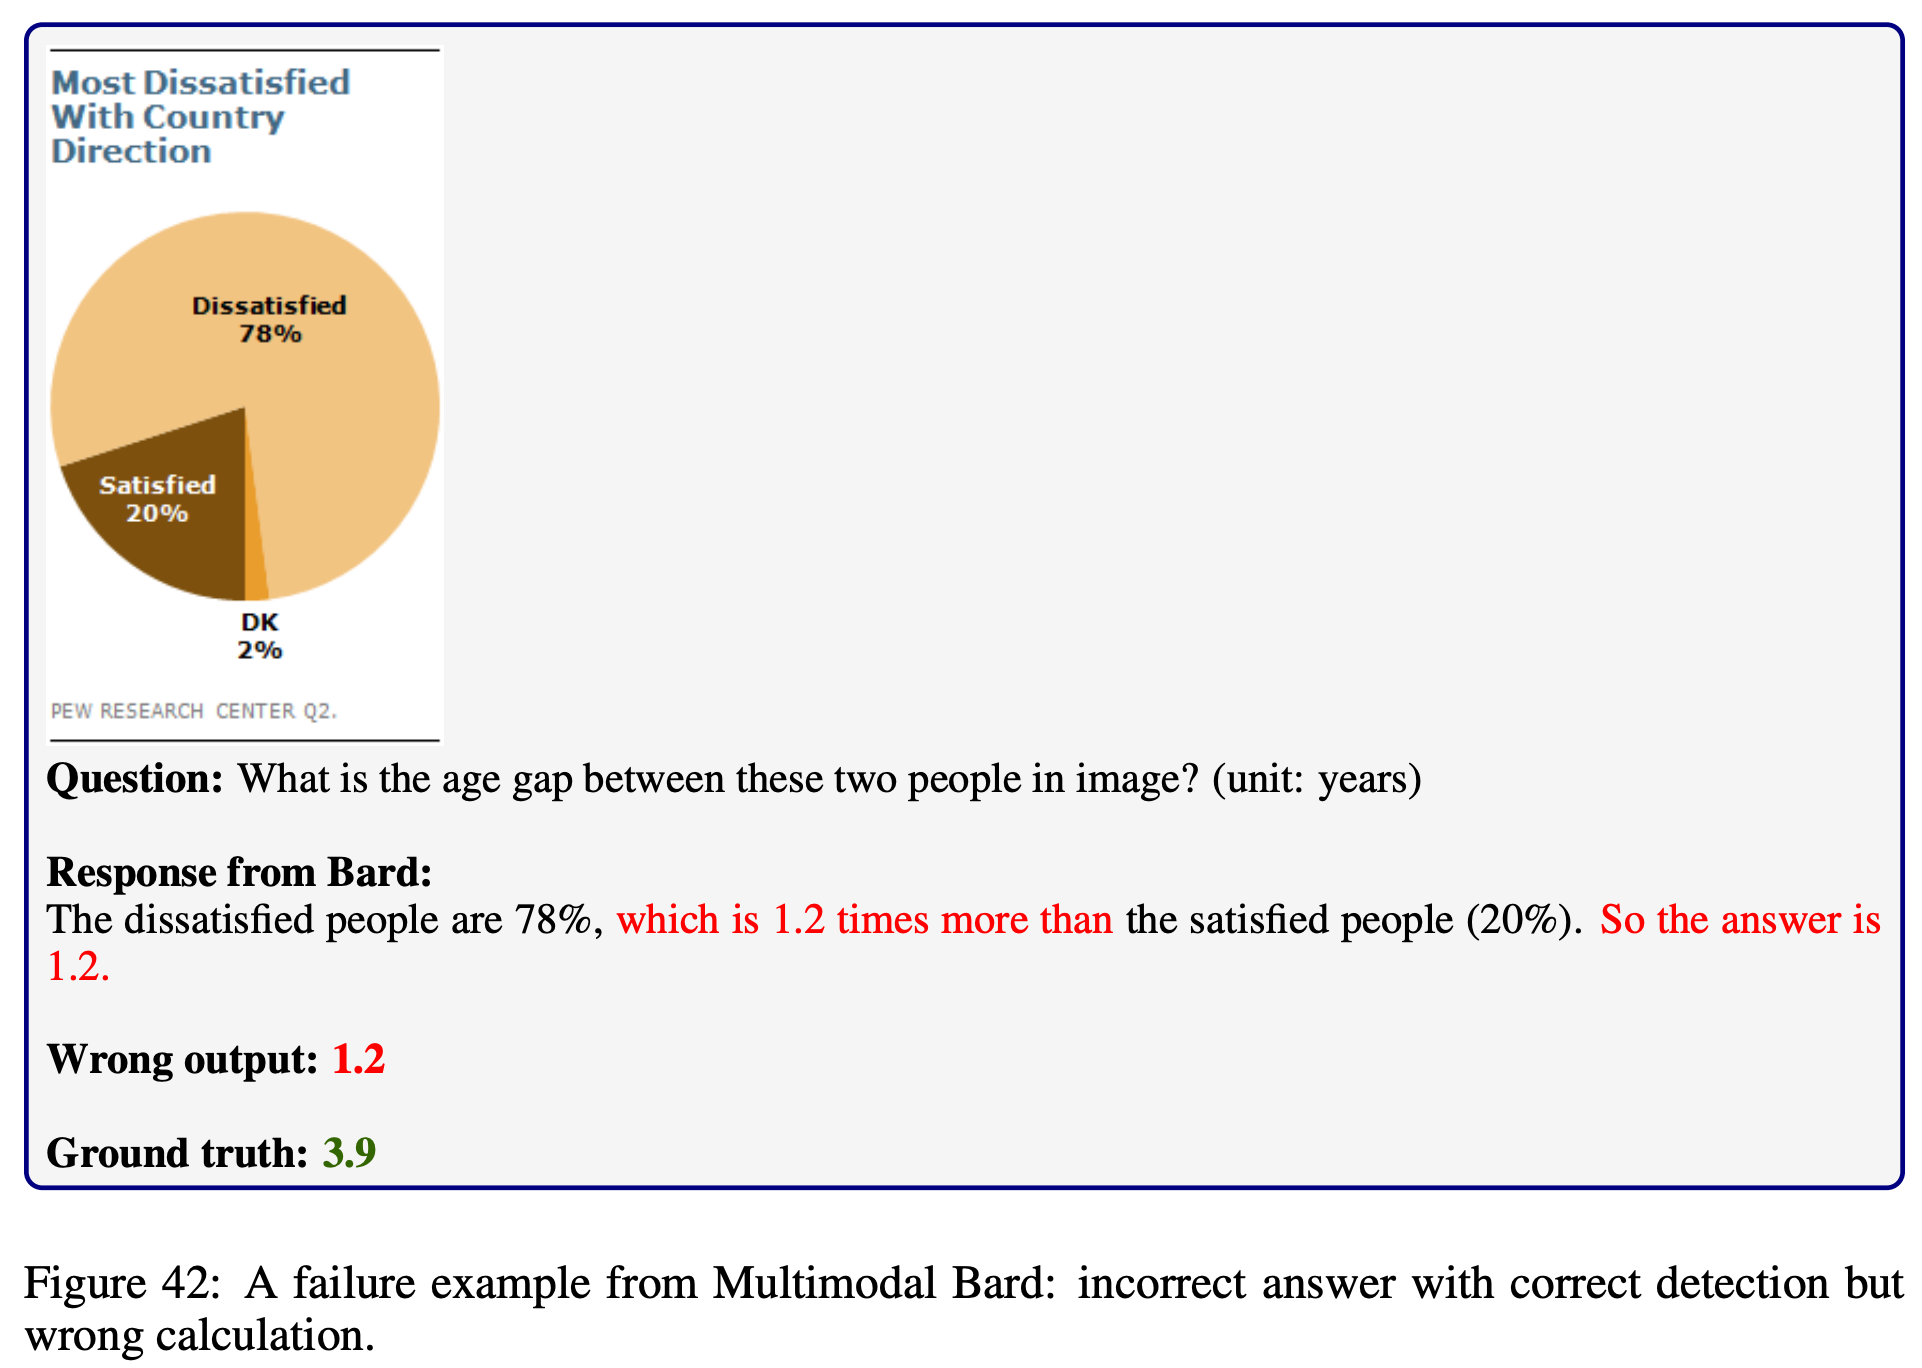 Most Dissatisfied
With Country
Direction
Dissatisfied
78%
Satisfied
20%
DK
2%
PEW RESEARCH CENTER Q2.
Question: What is the age gap between these two people in image? (unit: years)
Response from Bard:
The dissatisfied people are 78%, which is 1.2 times more than the satisfied people (20%). So the answer is
1.2.
Wrong output: 1.2
Ground truth: 3.9
Figure 42: A failure example from Multimodal Bard: incorrect answer with correct detection but
wrong calculation.